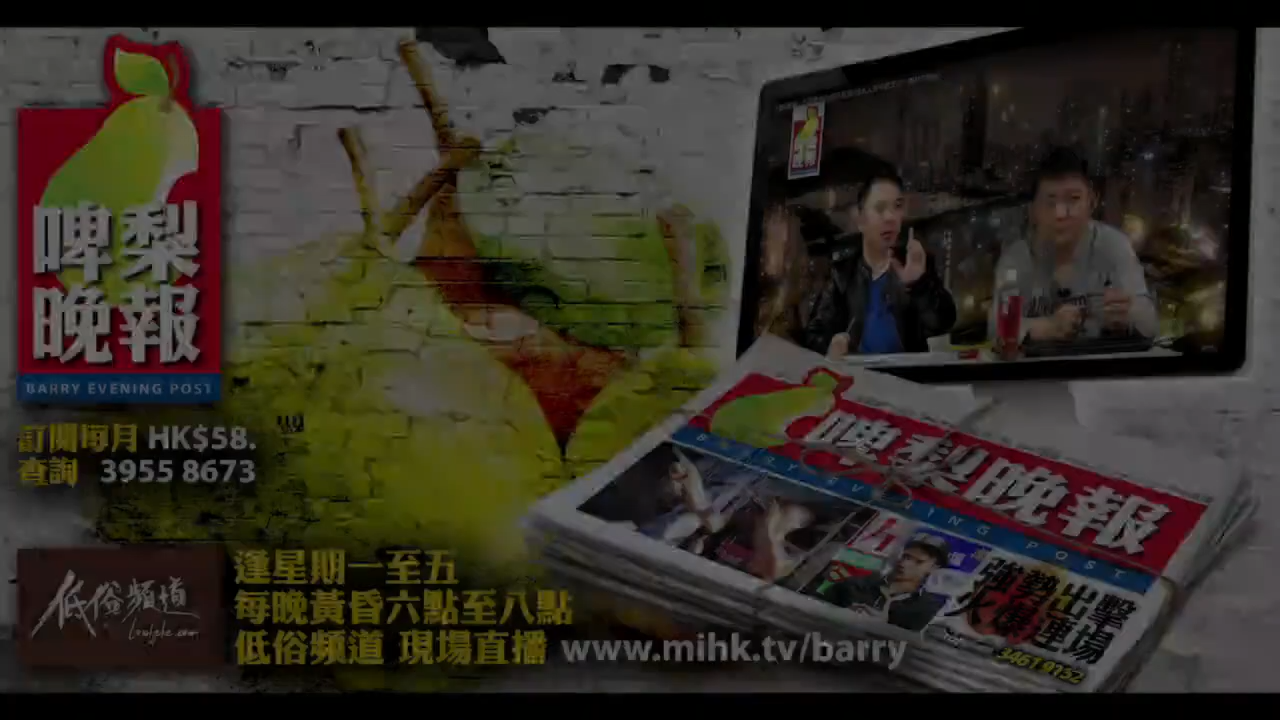 啤梨
晚報
BARRY EVENING POST
訂閱每月 HK$58.
查詢 3955 8673
低俗頻道
逢星期一至五
每晚黃昏六點至八點
低俗頻道 現場直播 www.mihk.tv/barry
啤梨晚報
BARRY EVENING POST
強勢出擊
火爆連場
34619132